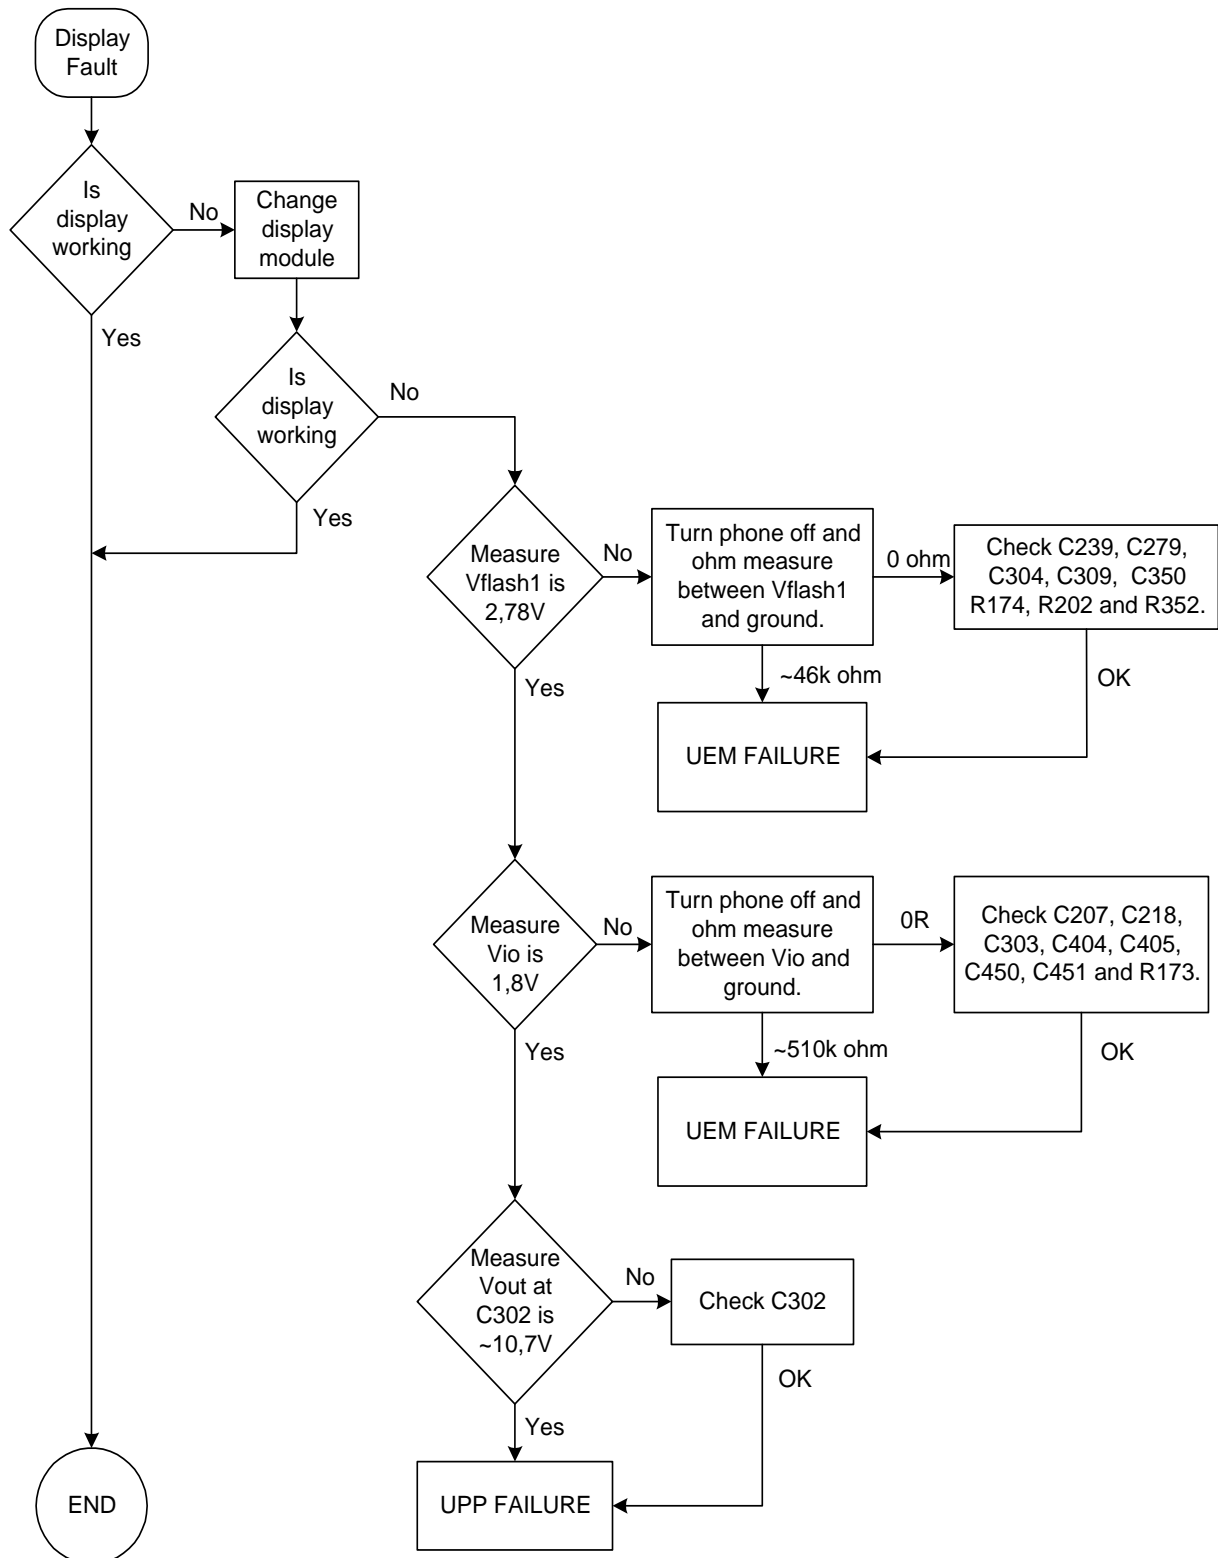 Display
Fault
Is
display
working
No
Change
display
module
Yes
Is
display
working
No
Yes
Measure
Vflash1 is
2,78V
No
Turn phone off and
ohm measure
between Vflash1
and ground.
0 ohm
Check C239, C279,
C304, C309, C350
R174, R202 and R352.
~46k ohm
OK
Yes
UEM FAILURE
Measure
Vio is
1,8V
No
Turn phone off and
ohm measure
between Vio and
ground.
0R
Check C207, C218,
C303, C404, C405,
C450, C451 and R173.
~510k ohm
OK
Yes
UEM FAILURE
Measure
Vout at
C302 is
~10,7V
No
Check C302
OK
Yes
UPP FAILURE
END